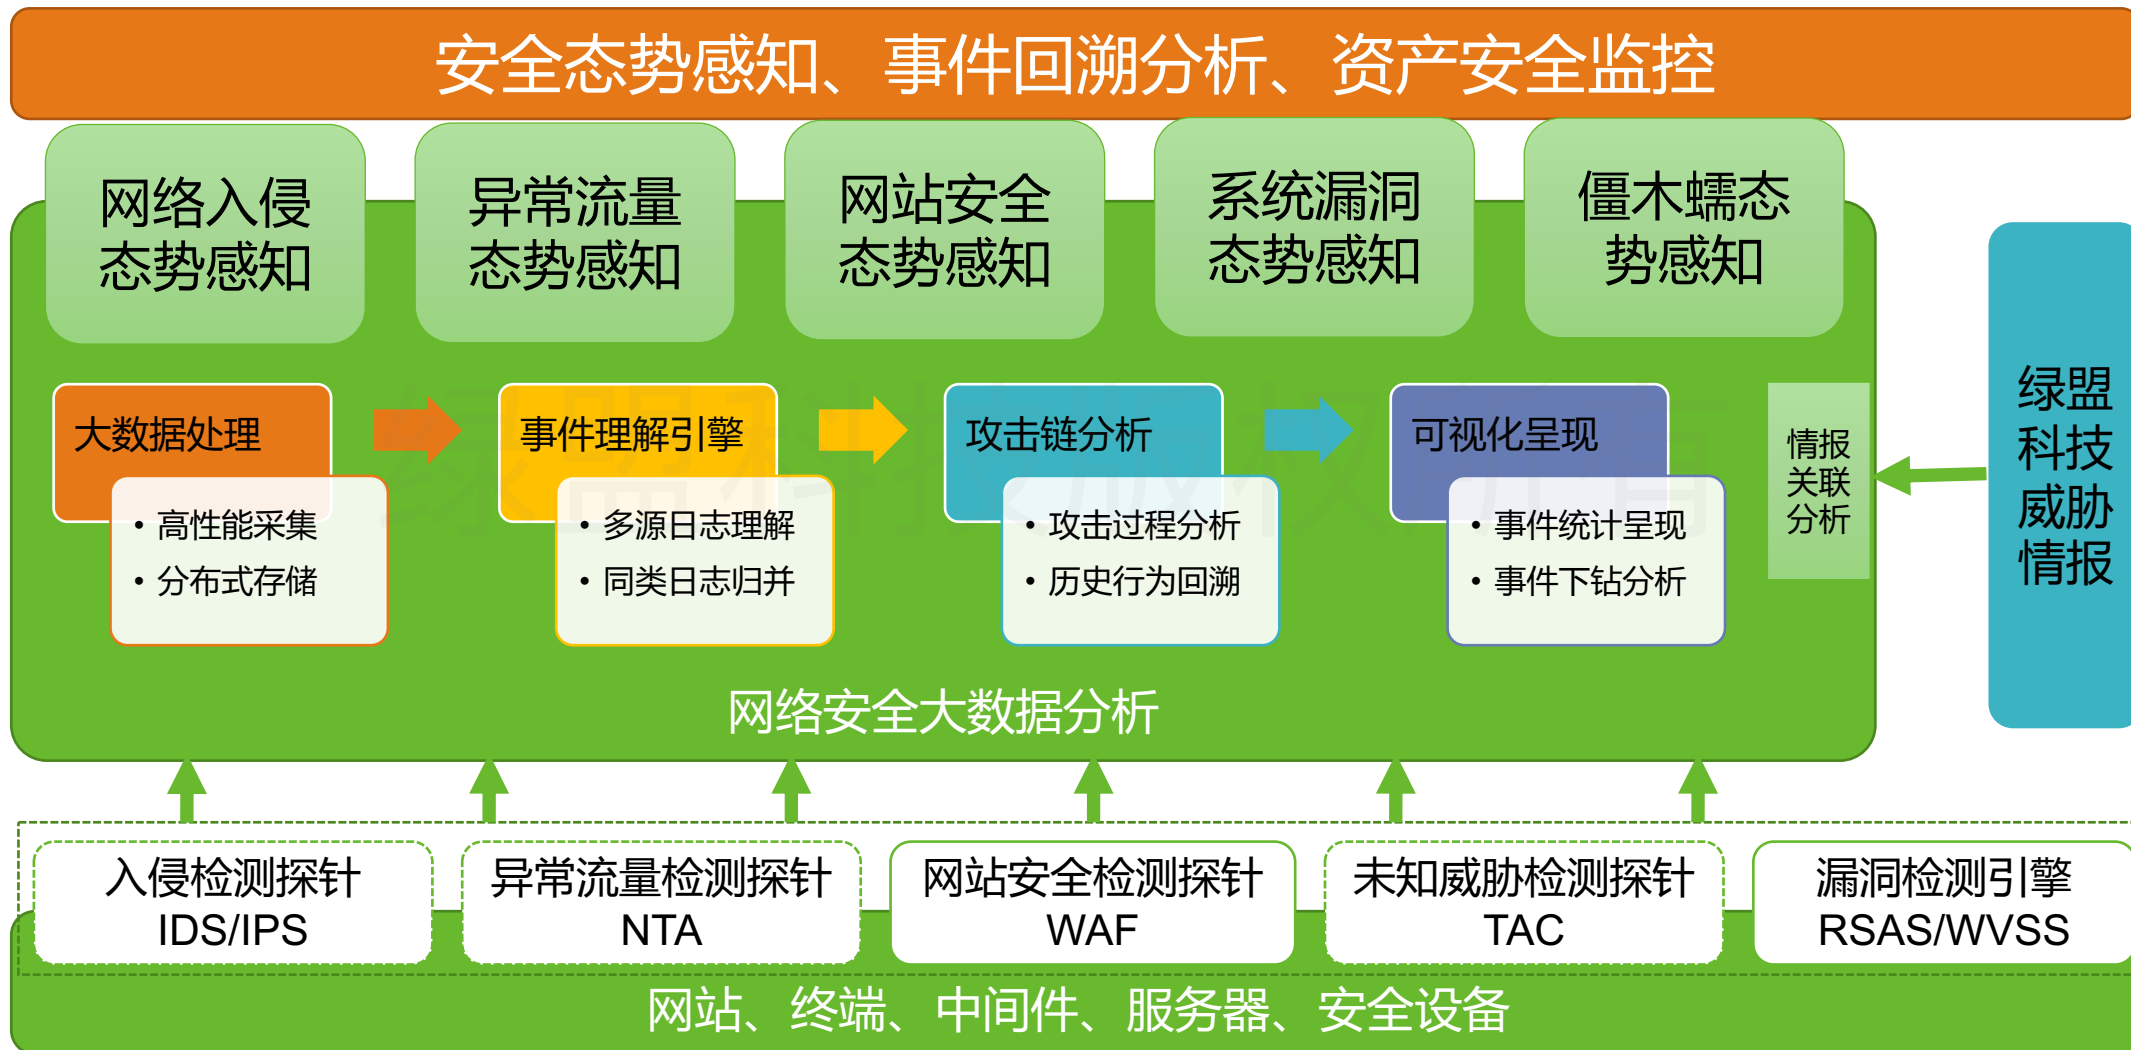 安全态势感知、事件回溯分析、资产安全监控
网络入侵
态势感知
异常流量
态势感知
网站安全
态势感知
系统漏洞
态势感知
僵木蠕态
势感知
大数据处理
• 高性能采集
• 分布式存储
事件理解引擎
• 多源日志理解
• 同类日志归并
攻击链分析
• 攻击过程分析
• 历史行为回溯
可视化呈现
• 事件统计呈现
• 事件下钻分析
情报
关联
分析
绿盟
科技
威胁
情报
绿盟科技版权所有
网络安全大数据分析
入侵检测探针
IDS/IPS
异常流量检测探针
NTA
网站安全检测探针
WAF
未知威胁检测探针
TAC
漏洞检测引擎
RSAS/WVSS
网站、终端、中间件、服务器、安全设备